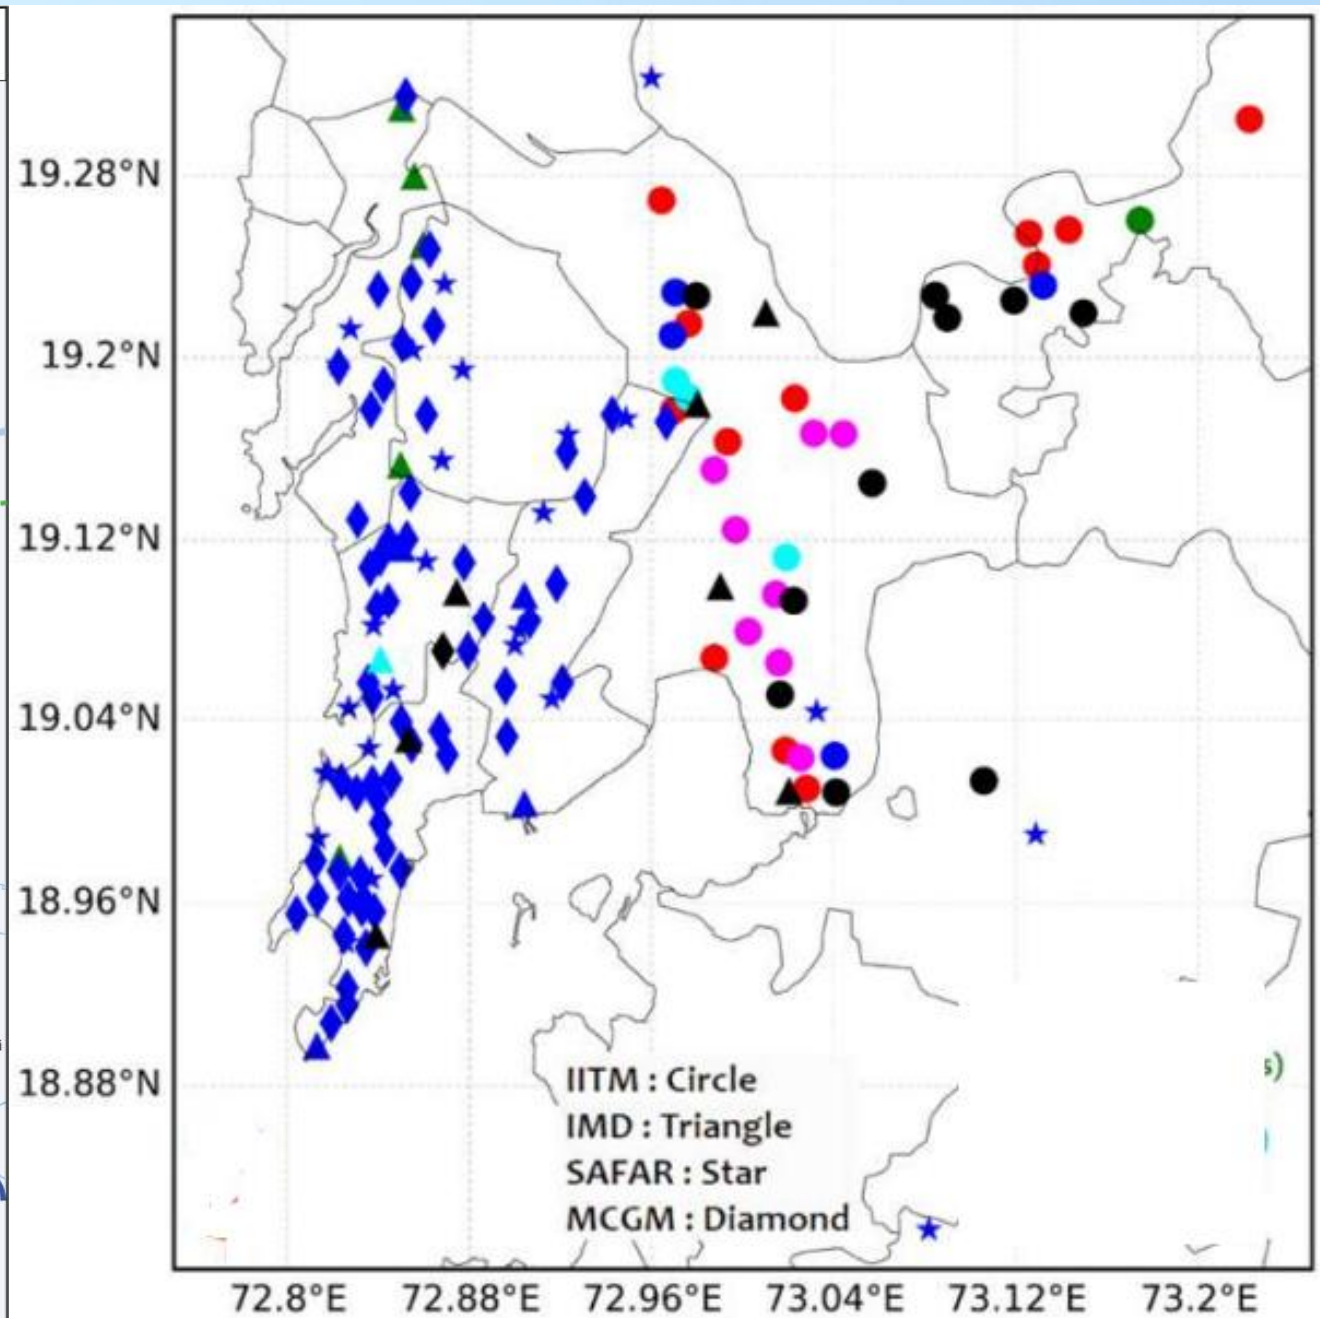 19.28°N
19.2°N
19.12°N
19.04°N
18.96°N
18.88°N
s)
IITM : Circle
IMD : Triangle
SAFAR : Star
MCGM : Diamond
72.8°E 72.88°E 72.96°E 73.04°E 73.12°E 73.2°E